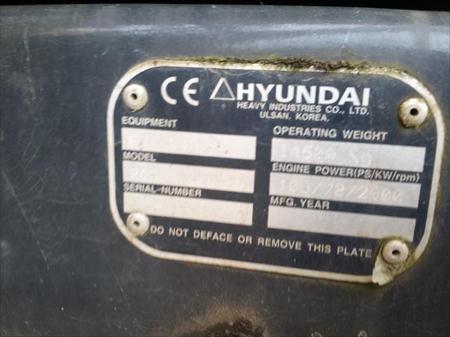 CE HYUNDAI
HEAVY INDUSTRIES CO., LTD.
ULSAN. KOREA.
EQUIPMENT
OPERATING WEIGHT
MODEL
ENGINE POWER(PS/KW/rpm)
SERIAL-NUMBER
MFG. YEAR
DO NOT DEFACE OR REMOVE THIS PLATE